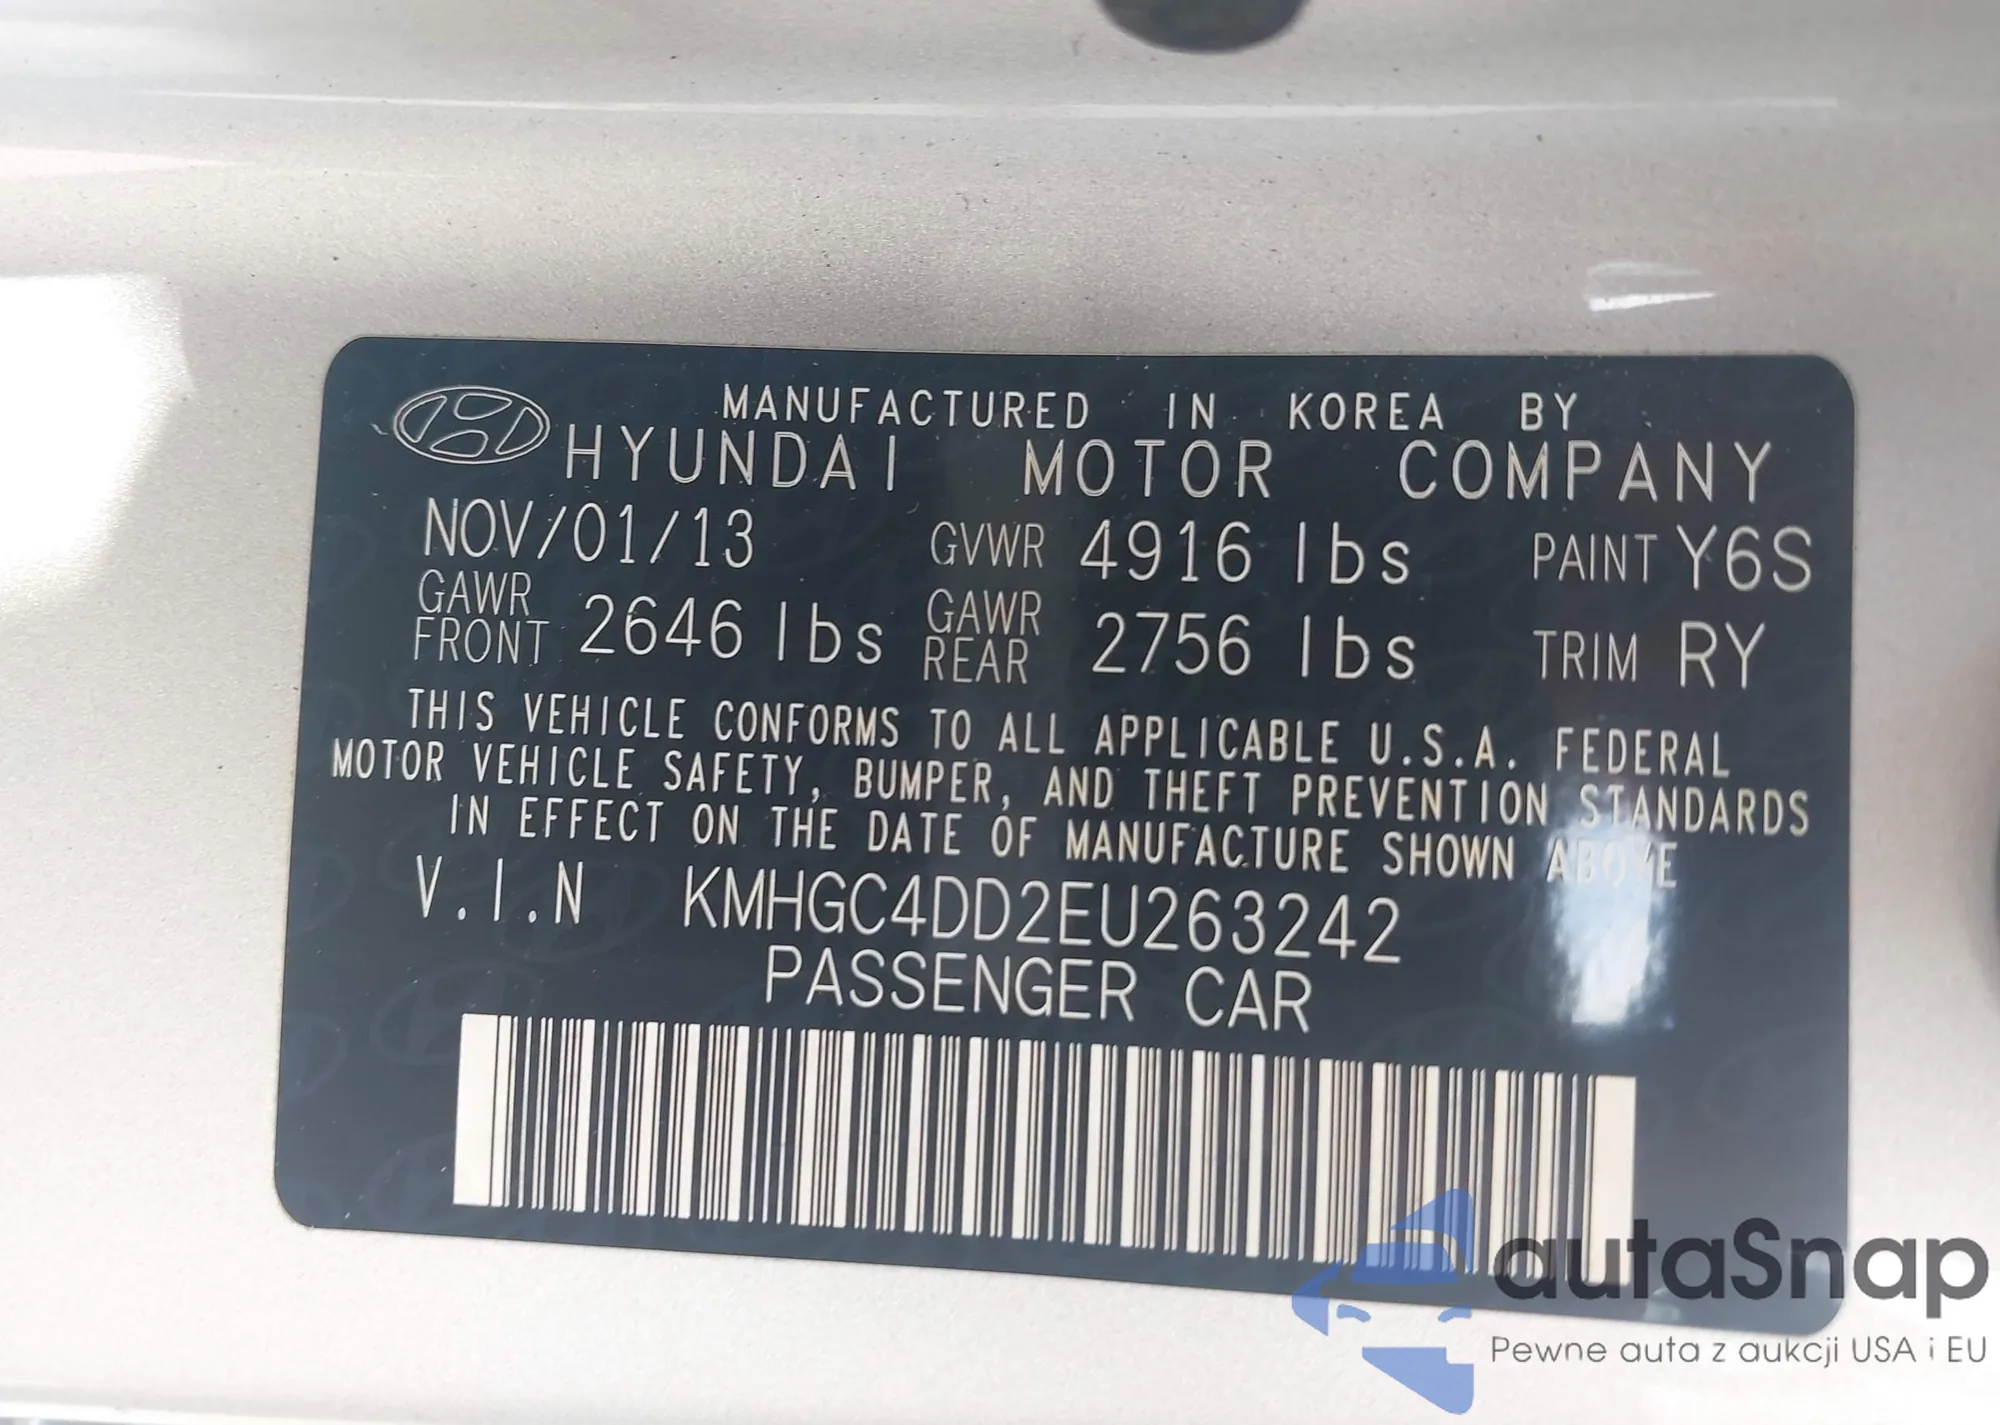 MANUFACTURED IN KOREA BY
HYUNDAI MOTOR COMPANY
NOV/01/13 GVWR 4916 lbs PAINT Y6S
GAWR FRONT 2646 lbs GAWR REAR 2756 lbs TRIM RY
THIS VEHICLE CONFORMS TO ALL APPLICABLE U.S.A. FEDERAL
MOTOR VEHICLE SAFETY, BUMPER, AND THEFT PREVENTION STANDARDS
IN EFFECT ON THE DATE OF MANUFACTURE SHOWN ABOVE
V.I.N KMHGC4DD2EU263242
PASSENGER CAR
autaSnap
Pewne auta z aukcji USA i EU